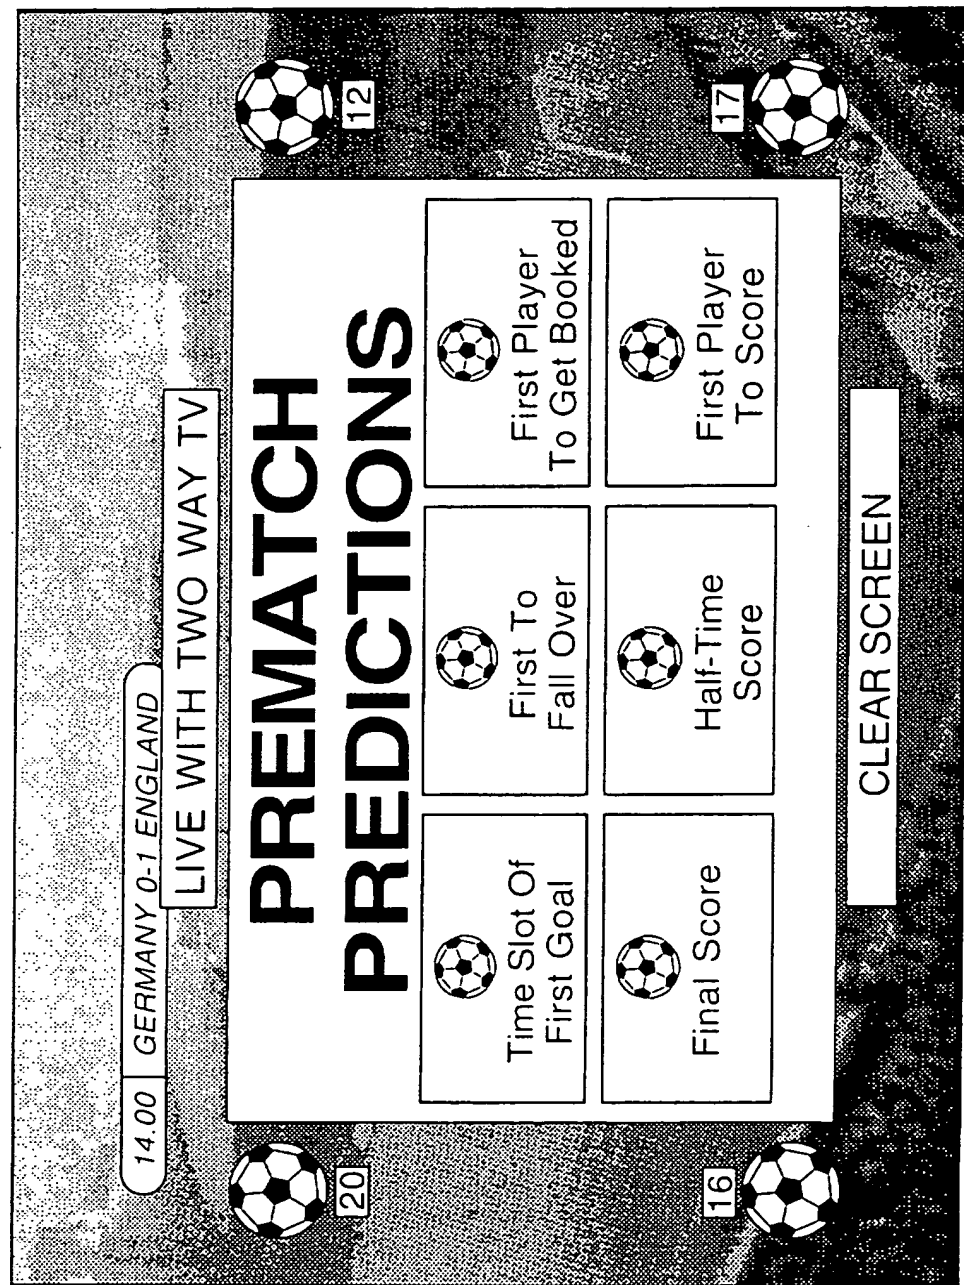 14.00 GERMANY 0-1 ENGLAND
LIVE WITH TWO WAY TV
20
12
PREMATCH
PREDICTIONS
Time Slot Of
First Goal
First To
Fall Over
First Player
To Get Booked
Final Score
Half-Time
Score
First Player
To Score
16
17
CLEAR SCREEN